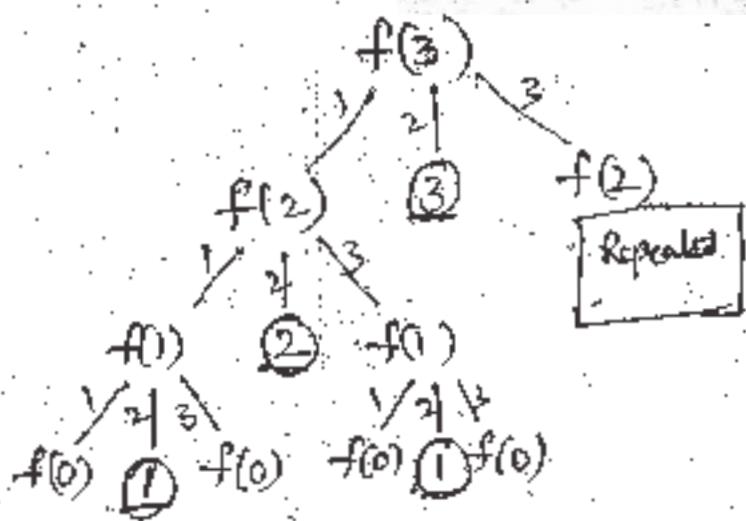 f(3)
1 2 3
f(2) 3 f(2)
Repeated
1 2 3
f(1) 2 f(1)
1 2 3 1 2
f(0) 1 f(0) f(0) 1 f(0)